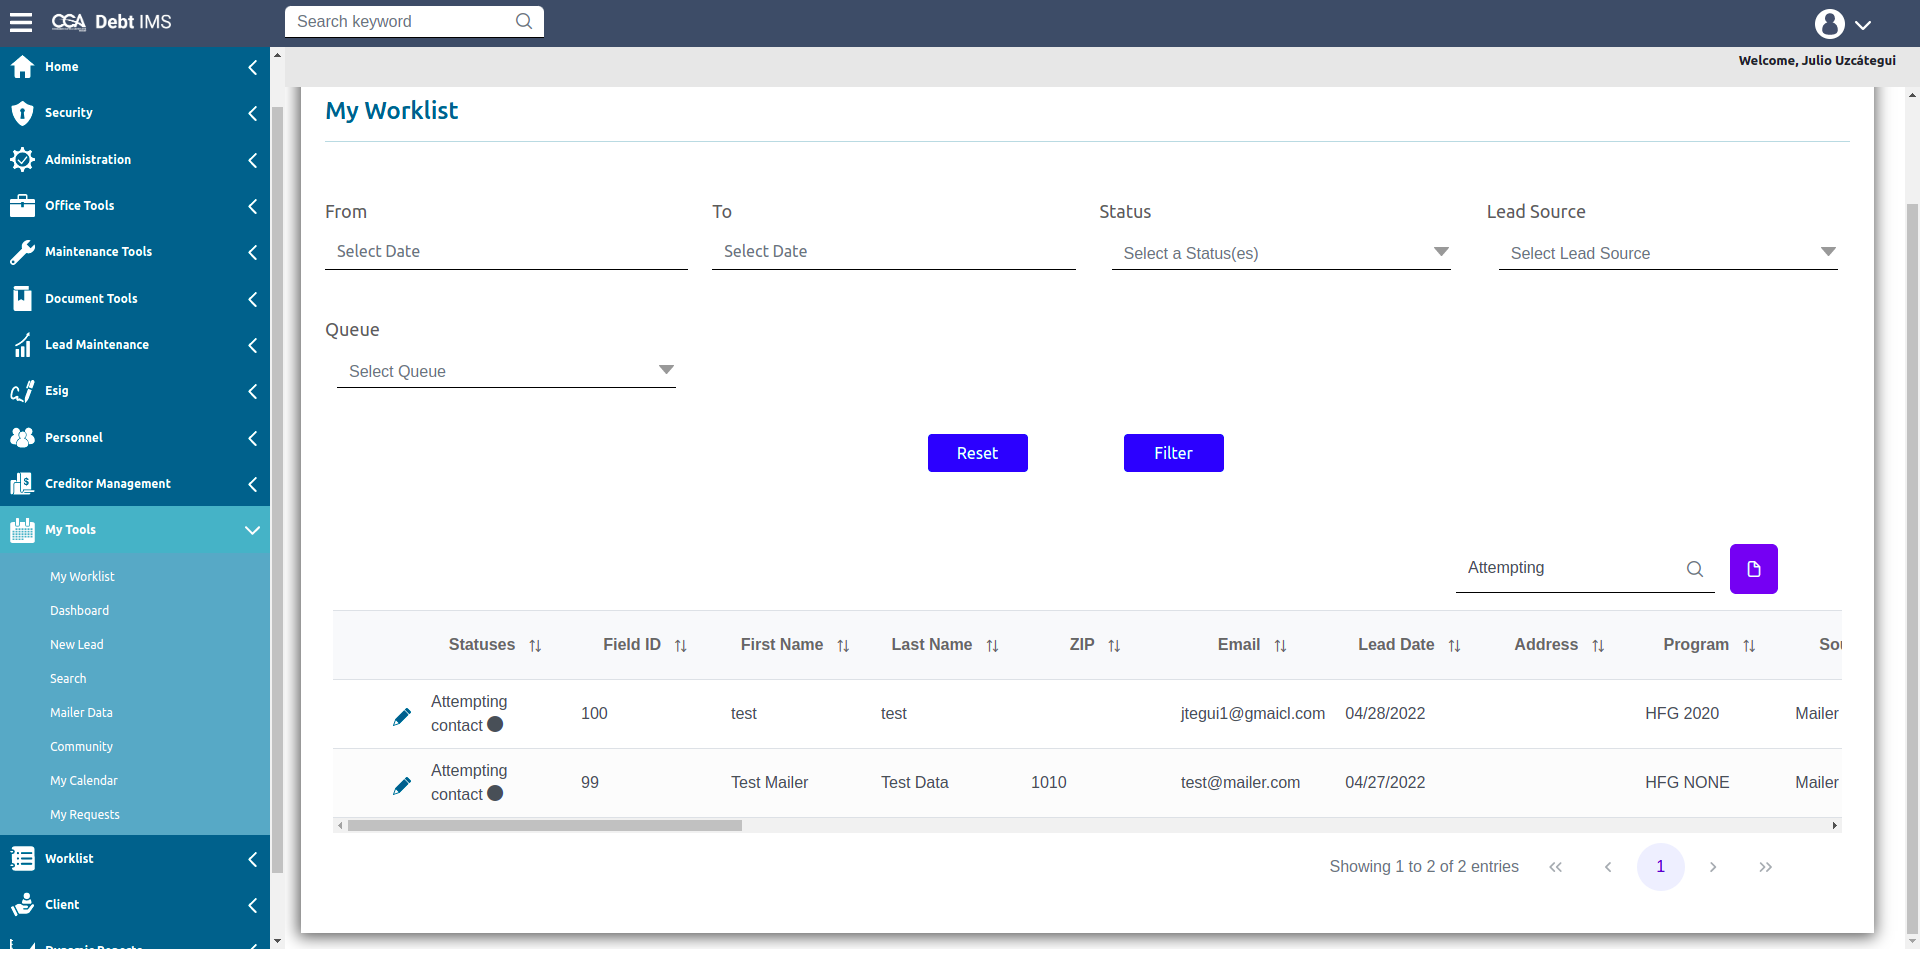 CGA Debt IMS
Search keyword
Welcome, Julio Uzcátegui
Home
Security
Administration
Office Tools
Maintenance Tools
Document Tools
Lead Maintenance
Esig
Personnel
Creditor Management
My Tools
My Worklist
Dashboard
New Lead
Search
Mailer Data
Community
My Calendar
My Requests
Worklist
Client
Dynamic Reports
My Worklist
From To Status Lead Source
Select Date Select Date Select a Status(es) Select Lead Source
Queue
Select Queue
Reset Filter
Attempting
Statuses Field ID First Name Last Name ZIP Email Lead Date Address Program Sou
Attempting
contact 100 test test jtegui1@gmaicl.com 04/28/2022 HFG 2020 Mailer
Attempting
contact 99 Test Mailer Test Data 1010 test@mailer.com 04/27/2022 HFG NONE Mailer
Showing 1 to 2 of 2 entries 1